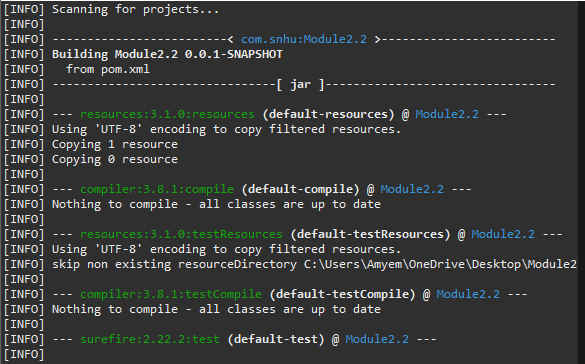 [INFO] Scanning for projects...
[INFO]
[INFO] ------------------------< com.snhu:Module2.2 >------------------------
[INFO] Building Module2.2 0.0.1-SNAPSHOT
[INFO]   from pom.xml
[INFO] --------------------------------[ jar ]---------------------------------
[INFO]
[INFO] --- resources:3.1.0:resources (default-resources) @ Module2.2 ---
[INFO] Using 'UTF-8' encoding to copy filtered resources.
[INFO] Copying 1 resource
[INFO] Copying 0 resource
[INFO]
[INFO] --- compiler:3.8.1:compile (default-compile) @ Module2.2 ---
[INFO] Nothing to compile - all classes are up to date
[INFO]
[INFO] --- resources:3.1.0:testResources (default-testResources) @ Module2.2 ---
[INFO] Using 'UTF-8' encoding to copy filtered resources.
[INFO] skip non existing resourceDirectory C:\Users\Amyem\OneDrive\Desktop\Module2
[INFO]
[INFO] --- compiler:3.8.1:testCompile (default-testCompile) @ Module2.2 ---
[INFO] Nothing to compile - all classes are up to date
[INFO]
[INFO] --- surefire:2.22.2:test (default-test) @ Module2.2 ---
[INFO]